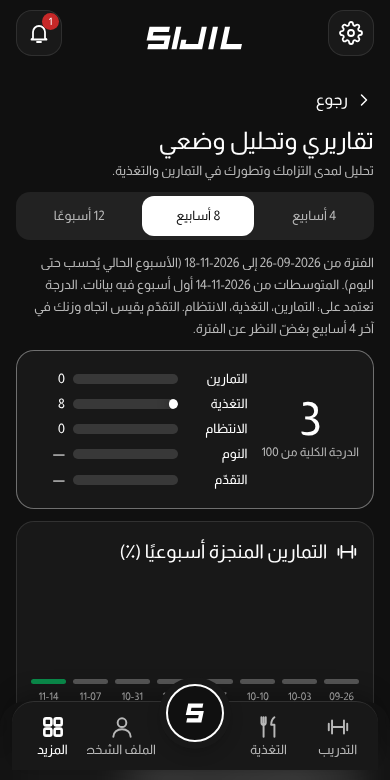 1
SIJIL
رجوع
تقاريري وتحليل وضعي
تحليل لمدى التزامك وتطورك في التمارين والتغذية.
4 أسابيع
8 أسابيع
12 أسبوعًا
الفترة من 2026-09-26 إلى 2026-11-18 (الأسبوع الحالي يُحسب حتى
اليوم). المتوسطات من 2026-11-14 أول أسبوع فيه بيانات. الدرجة
تعتمد على: التمارين، التغذية، الانتظام. التقدّم يقيس اتجاه وزنك في
آخر 4 أسابيع بغضّ النظر عن الفترة.
3
الدرجة الكلية من 100
التمارين 0
التغذية 8
الانتظام 0
النوم —
التقدّم —
التمارين المنجزة أسبوعيًا (٪)
09-26
10-03
10-10
10-31
11-07
11-14
التدريب
التغذية
S
الملف الشخصـ
المزيد